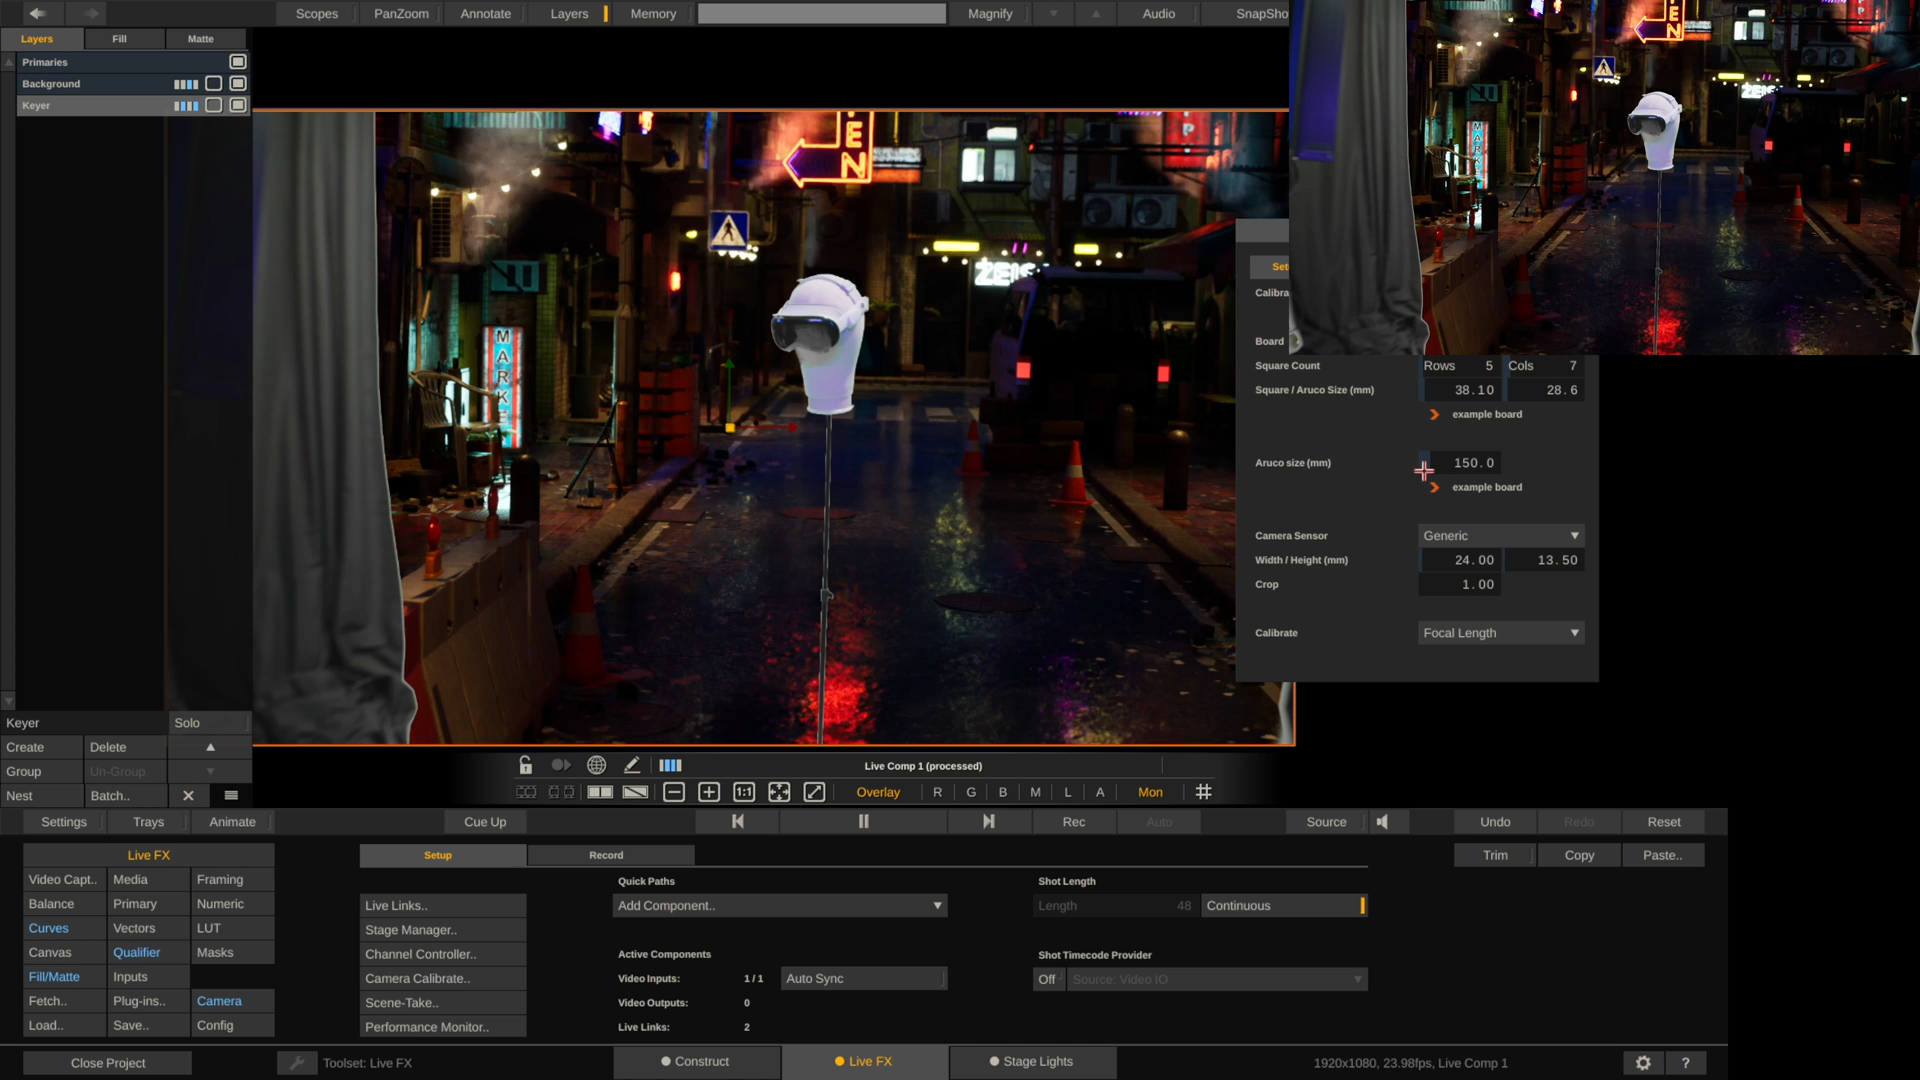 Scopes PanZoom Annotate Layers Memory Magnify Audio SnapSho
Layers Fill Matte
Primaries
Background
Keyer
EN
EN
MARK
MARKE
Set
Calibra
Board
Square Count Rows 5 Cols 7
Square / Aruco Size (mm) 38.10 28.6
example board
Aruco size (mm) 150.0
example board
Camera Sensor Generic
Width / Height (mm) 24.00 13.50
Crop 1.00
Calibrate Focal Length
Keyer Solo
Create Delete
Group Un-Group
Nest Batch..
Live Comp 1 (processed)
1:1 Overlay R G B M L A Mon
Settings Trays Animate Cue Up Rec Auto Source Undo Redo Reset
Live FX Setup Record Trim Copy Paste..
Video Capt.. Media Framing
Balance Primary Numeric
Curves Vectors LUT
Canvas Qualifier Masks
Fill/Matte Inputs
Fetch.. Plug-ins.. Camera
Load.. Save.. Config
Live Links..
Stage Manager..
Channel Controller..
Camera Calibrate..
Scene-Take..
Performance Monitor..
Quick Paths
Add Component..
Active Components
Video Inputs: 1 / 1 Auto Sync
Video Outputs: 0
Live Links: 2
Shot Length
Length 48 Continuous
Shot Timecode Provider
Off Source: Video IO
Close Project Toolset: Live FX Construct Live FX Stage Lights 1920x1080, 23.98fps, Live Comp 1 ?